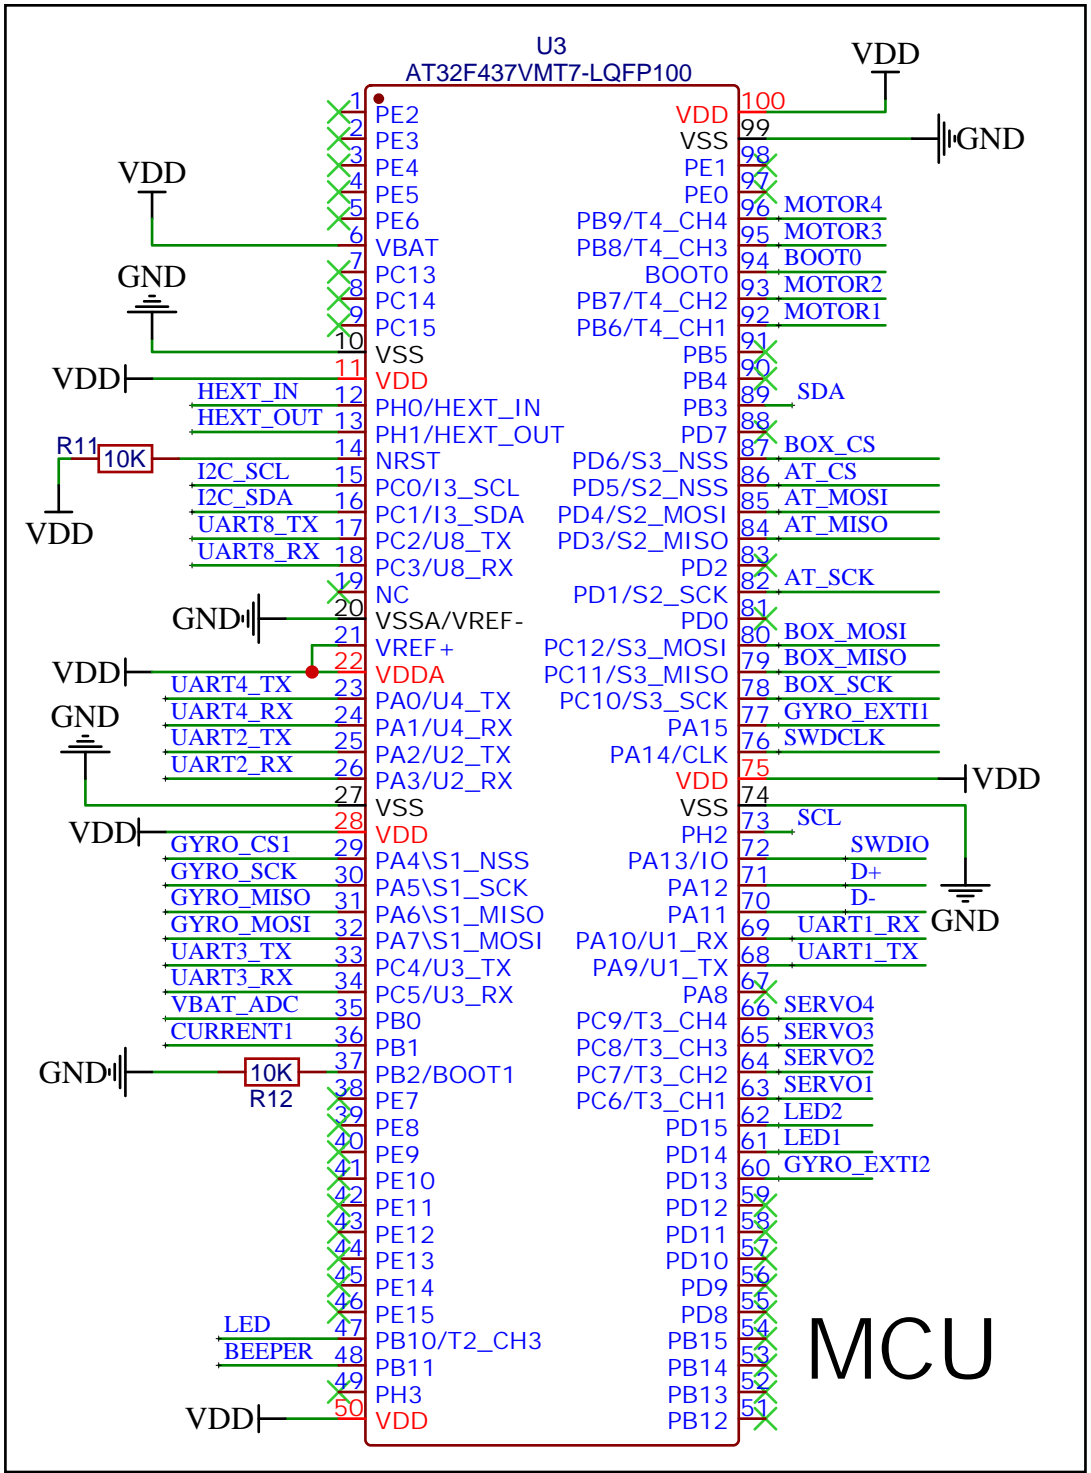 U3
AT32F437VMT7-LQFP100
VDD
1 PE2
2 PE3
3 PE4
4 PE5
5 PE6
VDD
6 VBAT
7 PC13
GND
8 PC14
9 PC15
10 VSS
VDD 11 VDD
HEXT_IN 12 PH0/HEXT_IN
HEXT_OUT 13 PH1/HEXT_OUT
R11 10K 14 NRST
VDD
I2C_SCL 15 PC0/I3_SCL
I2C_SDA 16 PC1/I3_SDA
UART8_TX 17 PC2/U8_TX
UART8_RX 18 PC3/U8_RX
19 NC
GND 20 VSSA/VREF-
21 VREF+
VDD 22 VDDA
UART4_TX 23 PA0/U4_TX
UART4_RX 24 PA1/U4_RX
GND
UART2_TX 25 PA2/U2_TX
UART2_RX 26 PA3/U2_RX
27 VSS
VDD 28 VDD
GYRO_CS1 29 PA4\S1_NSS
GYRO_SCK 30 PA5\S1_SCK
GYRO_MISO 31 PA6\S1_MISO
GYRO_MOSI 32 PA7\S1_MOSI
UART3_TX 33 PC4/U3_TX
UART3_RX 34 PC5/U3_RX
VBAT_ADC 35 PB0
CURRENT1 36 PB1
GND 10K 37 PB2/BOOT1
R12
38 PE7
39 PE8
40 PE9
41 PE10
42 PE11
43 PE12
44 PE13
45 PE14
46 PE15
LED 47 PB10/T2_CH3
BEEPER 48 PB11
49 PH3
VDD 50 VDD
VDD 100
VSS 99 GND
PE1 98
PE0 97
PB9/T4_CH4 96 MOTOR4
PB8/T4_CH3 95 MOTOR3
BOOT0 94 BOOT0
PB7/T4_CH2 93 MOTOR2
PB6/T4_CH1 92 MOTOR1
PB5 91
PB4 90
PB3 89 SDA
PD7 88
PD6/S3_NSS 87 BOX_CS
PD5/S2_NSS 86 AT_CS
PD4/S2_MOSI 85 AT_MOSI
PD3/S2_MISO 84 AT_MISO
PD2 83
PD1/S2_SCK 82 AT_SCK
PD0 81
PC12/S3_MOSI 80 BOX_MOSI
PC11/S3_MISO 79 BOX_MISO
PC10/S3_SCK 78 BOX_SCK
PA15 77 GYRO_EXTI1
PA14/CLK 76 SWDCLK
VDD 75 VDD
VSS 74
PH2 73 SCL
PA13/IO 72 SWDIO
PA12 71 D+
PA11 70 D-
GND
PA10/U1_RX 69 UART1_RX
PA9/U1_TX 68 UART1_TX
PA8 67
PC9/T3_CH4 66 SERVO4
PC8/T3_CH3 65 SERVO3
PC7/T3_CH2 64 SERVO2
PC6/T3_CH1 63 SERVO1
PD15 62 LED2
PD14 61 LED1
PD13 60 GYRO_EXTI2
PD12 59
PD11 58
PD10 57
PD9 56
PD8 55
PB15 54
PB14 53
PB13 52
PB12 51
MCU